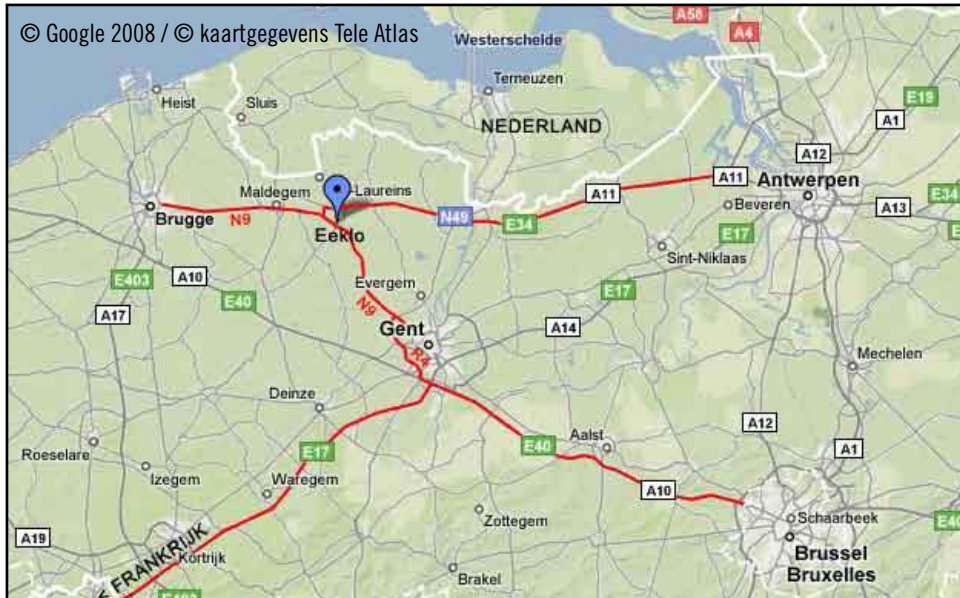 © Google 2008 / © kaartgegevens Tele Atlas
A58
A4
Westerschelde
Terneuzen
Heist
Sluis
NEDERLAND
E19
A1
A12
A11
Antwerpen
Maldegem
-Laureins
A11
Beveren
E34
A13
Brugge
N9
Eeklo
N49
E34
E17
Sint-Niklaas
A10
E403
E40
Evergem
E17
A17
N9
Gent
R4
A14
Mechelen
Deinze
A12
Aalst
E40
A1
Roeselare
E17
Izegem
Waregem
A10
Zottegem
Schaarbeek
E40
A19
FRANKRIJK
Kortrijk
Brussel
Bruxelles
Brakel
E403